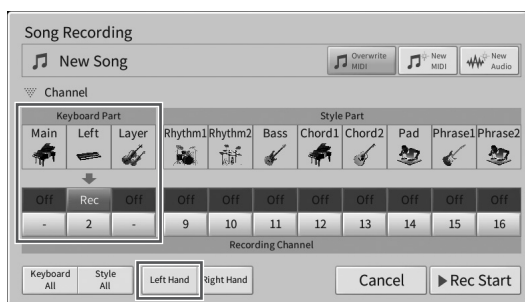 Song Recording
New Song
Overwrite MIDI
New MIDI
New Audio
Channel
Keyboard Part
Style Part
Main Left Layer Rhythm1 Rhythm2 Bass Chord1 Chord2 Pad Phrase1 Phrase2
Off Rec Off Off Off Off Off Off Off Off Off
- 2 - 9 10 11 12 13 14 15 16
Recording Channel
Keyboard All
Style All
Left Hand
Right Hand
Cancel
Rec Start